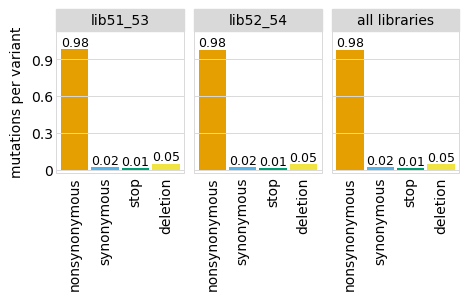 lib51_53
lib52_54
all libraries
mutations per variant
0.9
0.6
0.3
0
0.98
0.02
0.01
0.05
0.98
0.02
0.01
0.05
0.98
0.02
0.01
0.05
nonsynonymous
synonymous
stop
deletion
nonsynonymous
synonymous
stop
deletion
nonsynonymous
synonymous
stop
deletion